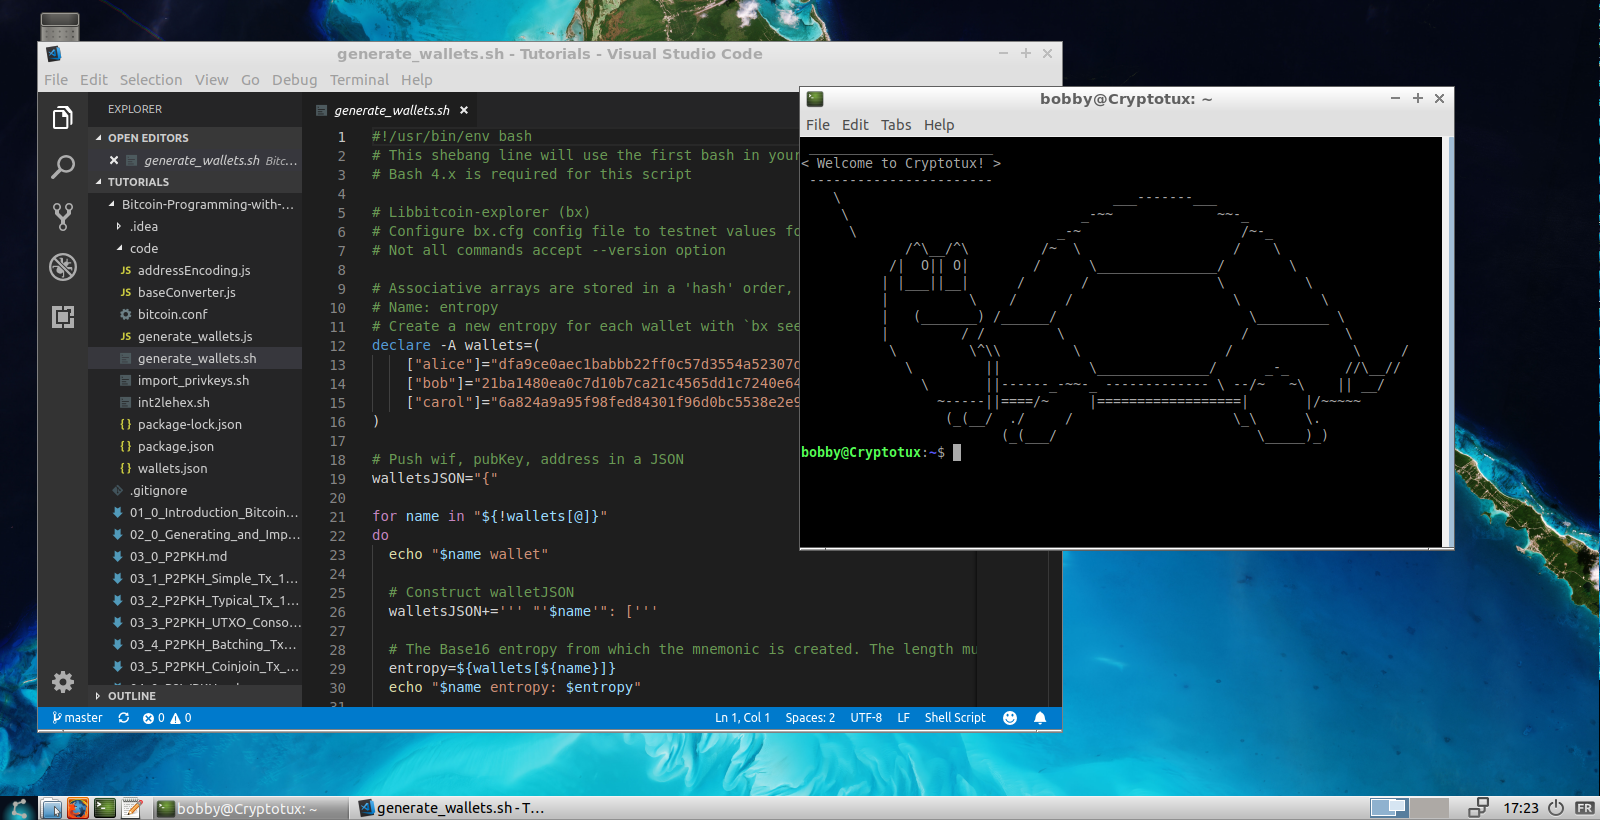 generate_wallets.sh - Tutorials - Visual Studio Code
File Edit Selection View Go Debug Terminal Help
EXPLORER
OPEN EDITORS
generate_wallets.sh Bitc...
TUTORIALS
Bitcoin-Programming-with-...
.idea
code
JS addressEncoding.js
JS baseConverter.js
bitcoin.conf
JS generate_wallets.js
generate_wallets.sh
import_privkeys.sh
int2lehex.sh
{} package-lock.json
{} package.json
{} wallets.json
.gitignore
01_0_Introduction_Bitcoin...
02_0_Generating_and_Imp...
03_0_P2PKH.md
03_1_P2PKH_Simple_Tx_1...
03_2_P2PKH_Typical_Tx_1...
03_3_P2PKH_UTXO_Conso...
03_4_P2PKH_Batching_Tx...
03_5_P2PKH_Coinjoin_Tx_...
OUTLINE
generate_wallets.sh
1 #!/usr/bin/env bash
2 # This shebang line will use the first bash in your
3 # Bash 4.x is required for this script
4
5 # Libbitcoin-explorer (bx)
6 # Configure bx.cfg config file to testnet values fo
7 # Not all commands accept --version option
8
9 # Associative arrays are stored in a 'hash' order,
10 # Name: entropy
11 # Create a new entropy for each wallet with `bx see
12 declare -A wallets=(
13 ["alice"]="dfa9ce0aec1babbb22ff0c57d3554a52307d
14 ["bob"]="21ba1480ea0c7d10b7ca21c4565dd1c7240e64
15 ["carol"]="6a824a9a95f98fed84301f96d0bc5538e2e9
16 )
17
18 # Push wif, pubKey, address in a JSON
19 walletsJSON="{"
20
21 for name in "${!wallets[@]}"
22 do
23 echo "$name wallet"
24
25 # Construct walletJSON
26 walletsJSON+=''' "'$name'": ['''
27
28 # The Base16 entropy from which the mnemonic is created. The length mu
29 entropy=${wallets[${name}]}
30 echo "$name entropy: $entropy"
31
master 0 0 Ln 1, Col 1 Spaces: 2 UTF-8 LF Shell Script
bobby@Cryptotux: ~
File Edit Tabs Help
< Welcome to Cryptotux! >
bobby@Cryptotux:~$
bobby@Cryptotux: ~
generate_wallets.sh - T...
17:23
FR